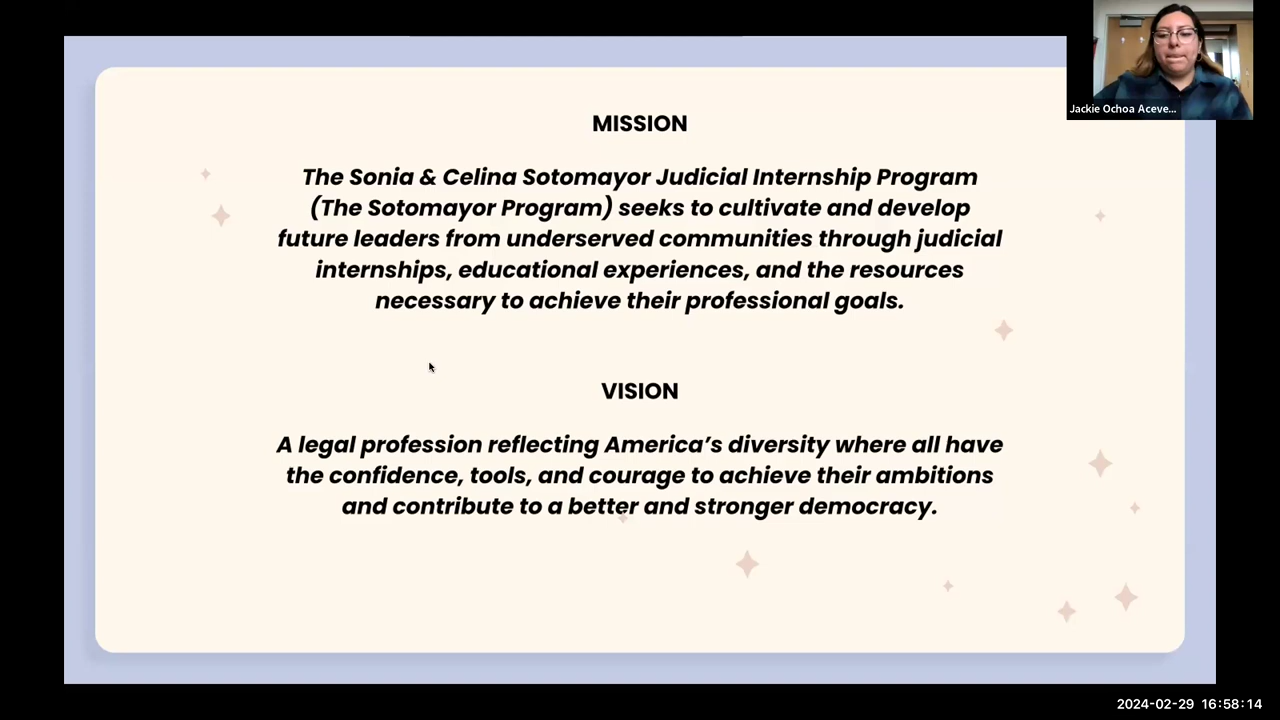 MISSION
The Sonia & Celina Sotomayor Judicial Internship Program
(The Sotomayor Program) seeks to cultivate and develop
future leaders from underserved communities through judicial
internships, educational experiences, and the resources
necessary to achieve their professional goals.
VISION
A legal profession reflecting America’s diversity where all have
the confidence, tools, and courage to achieve their ambitions
and contribute to a better and stronger democracy.
Jackie Ochoa Aceve...
2024-02-29 16:58:14